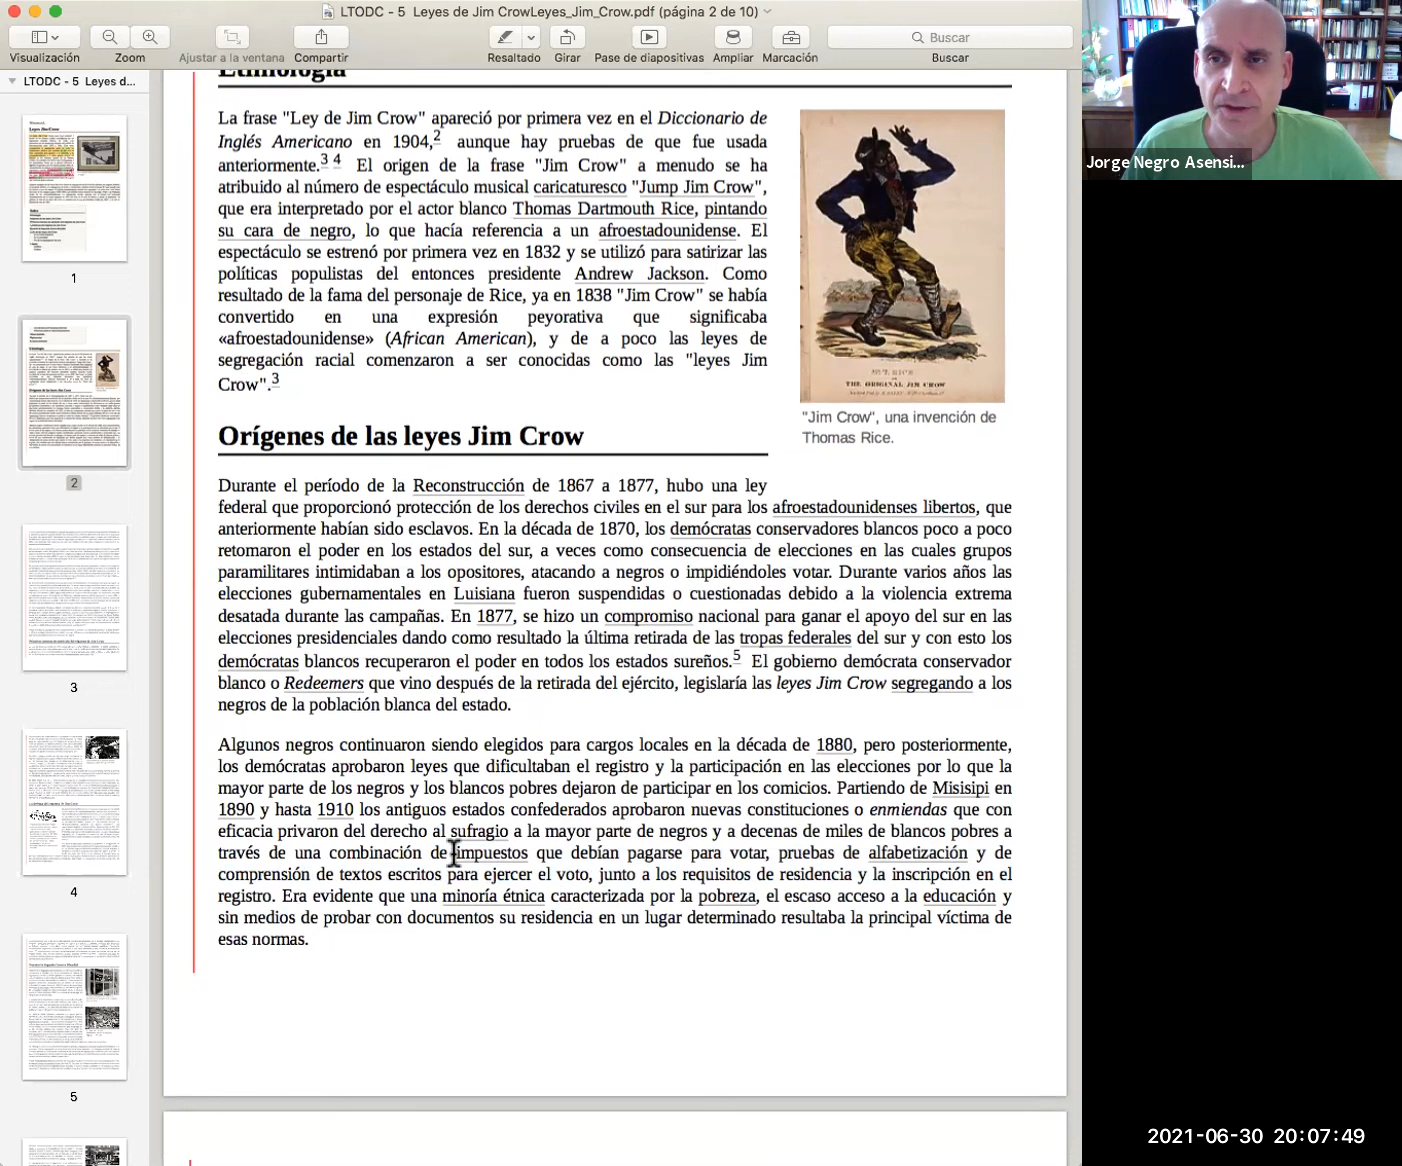 LTODC - 5 Leyes de Jim CrowLeyes_Jim_Crow.pdf (página 2 de 10)
Visualización
Zoom
Ajustar a la ventana
Compartir
Resaltado
Girar
Pase de diapositivas
Ampliar
Marcación
Buscar
Buscar
LTODC - 5 Leyes d...
1
2
3
4
5
Etimología
La frase "Ley de Jim Crow" apareció por primera vez en el Diccionario de
Inglés Americano en 1904,2 aunque hay pruebas de que fue usada
anteriormente.3 4 El origen de la frase "Jim Crow" a menudo se ha
atribuido al número de espectáculo musical caricaturesco "Jump Jim Crow",
que era interpretado por el actor blanco Thomas Dartmouth Rice, pintando
su cara de negro, lo que hacía referencia a un afroestadounidense. El
espectáculo se estrenó por primera vez en 1832 y se utilizó para satirizar las
políticas populistas del entonces presidente Andrew Jackson. Como
resultado de la fama del personaje de Rice, ya en 1838 "Jim Crow" se había
convertido en una expresión peyorativa que significaba
«afroestadounidense» (African American), y de a poco las leyes de
segregación racial comenzaron a ser conocidas como las "leyes Jim
Crow".3
MR T. RICE
THE ORIGINAL JIM CROW
"Jim Crow", una invención de
Thomas Rice.
Orígenes de las leyes Jim Crow
Durante el período de la Reconstrucción de 1867 a 1877, hubo una ley
federal que proporcionó protección de los derechos civiles en el sur para los afroestadounidenses libertos, que
anteriormente habían sido esclavos. En la década de 1870, los demócratas conservadores blancos poco a poco
retomaron el poder en los estados del sur, a veces como consecuencia de elecciones en las cuales grupos
paramilitares intimidaban a los oponentes, atacando a negros o impidiéndoles votar. Durante varios años las
elecciones gubernamentales en Luisiana fueron suspendidas o cuestionadas debido a la violencia extrema
desatada durante las campañas. En 1877, se hizo un compromiso nacional para ganar el apoyo del sur en las
elecciones presidenciales dando como resultado la última retirada de las tropas federales del sur y con esto los
demócratas blancos recuperaron el poder en todos los estados sureños.5 El gobierno demócrata conservador
blanco o Redeemers que vino después de la retirada del ejército, legislaría las leyes Jim Crow segregando a los
negros de la población blanca del estado.
Algunos negros continuaron siendo elegidos para cargos locales en la década de 1880, pero posteriormente,
los demócratas aprobaron leyes que dificultaban el registro y la participación en las elecciones por lo que la
mayor parte de los negros y los blancos pobres dejaron de participar en los comicios. Partiendo de Misisipi en
1890 y hasta 1910 los antiguos estados confederados aprobaron nuevas constituciones o enmiendas que con
eficacia privaron del derecho al sufragio a la mayor parte de negros y a decenas de miles de blancos pobres a
través de una combinación de impuestos que debían pagarse para votar, pruebas de alfabetización y de
comprensión de textos escritos para ejercer el voto, junto a los requisitos de residencia y la inscripción en el
registro. Era evidente que una minoría étnica caracterizada por la pobreza, el escaso acceso a la educación y
sin medios de probar con documentos su residencia en un lugar determinado resultaba la principal víctima de
esas normas.
Jorge Negro Asensi...
2021-06-30 20:07:49